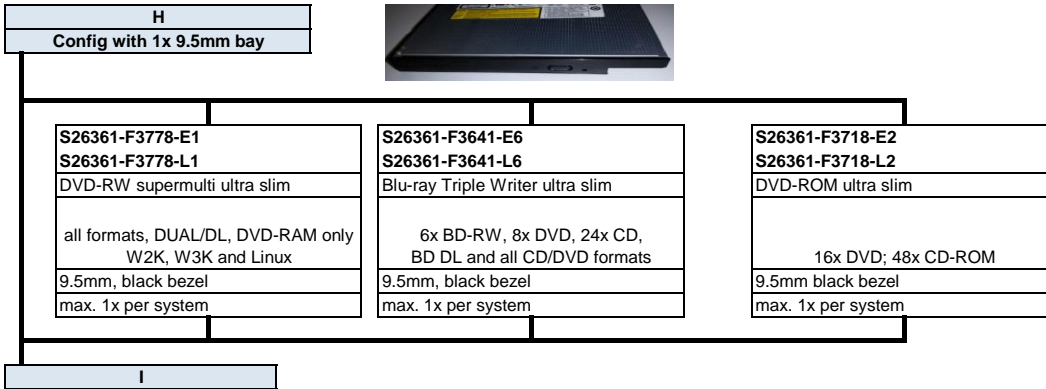 H
Config with 1x 9.5mm bay
S26361-F3778-E1
S26361-F3778-L1
DVD-RW supermulti ultra slim
all formats, DUAL/DL, DVD-RAM only
W2K, W3K and Linux
9.5mm, black bezel
max. 1x per system
S26361-F3641-E6
S26361-F3641-L6
Blu-ray Triple Writer ultra slim
6x BD-RW, 8x DVD, 24x CD,
BD DL and all CD/DVD formats
9.5mm, black bezel
max. 1x per system
S26361-F3718-E2
S26361-F3718-L2
DVD-ROM ultra slim
16x DVD; 48x CD-ROM
9.5mm black bezel
max. 1x per system
I